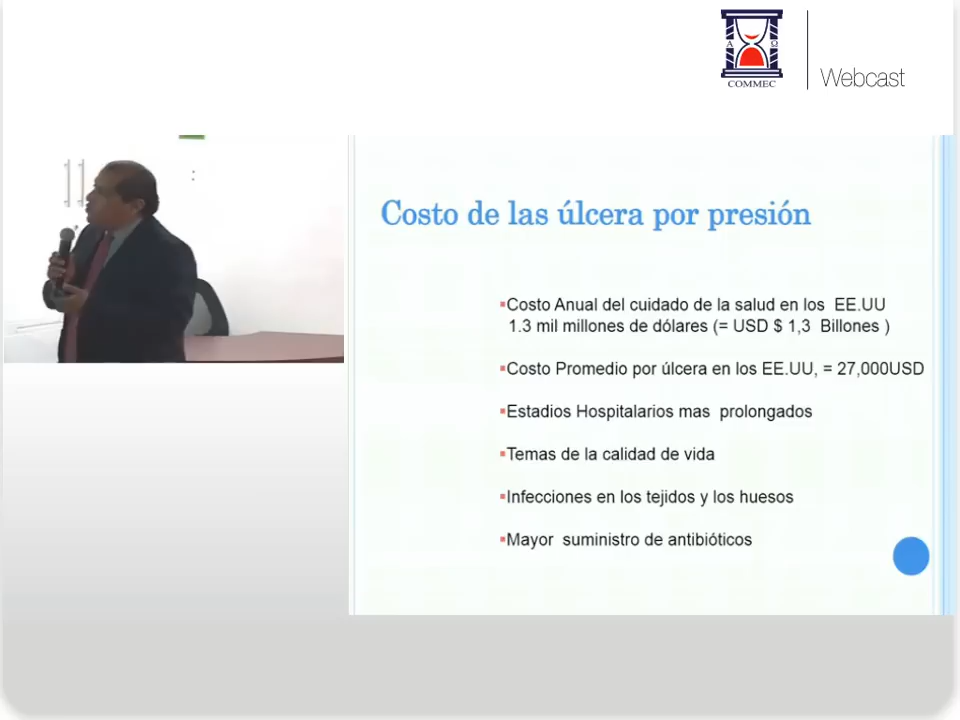 A Ω
COMMEC
Webcast
Costo de las úlcera por presión
Costo Anual del cuidado de la salud en los EE.UU
1.3 mil millones de dólares (= USD $ 1,3 Billones )
Costo Promedio por úlcera en los EE.UU, = 27,000USD
Estadios Hospitalarios mas prolongados
Temas de la calidad de vida
Infecciones en los tejidos y los huesos
Mayor suministro de antibióticos